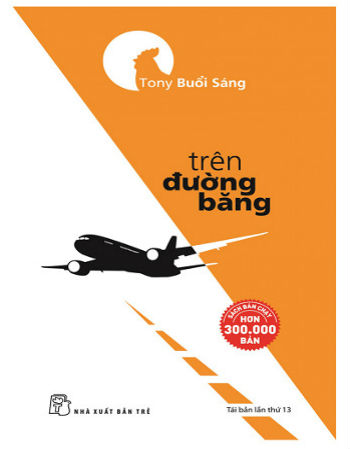 Tony Buổi Sáng
trên
đường
băng
SÁCH BÁN CHẠY
HƠN
300.000
BẢN
NHÀ XUẤT BẢN TRẺ
Tái bản lần thứ 13